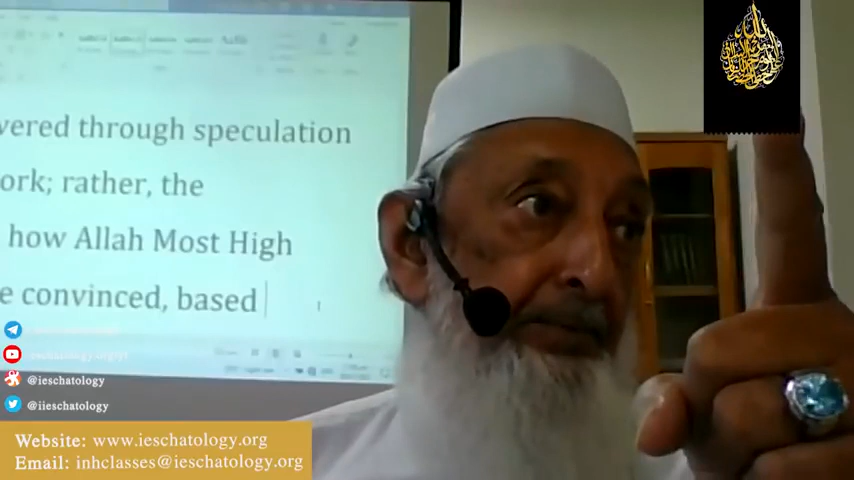 vered through speculation
ork; rather, the
how Allah Most High
e convinced, based
@ieschatology
@iieschatology
Website: www.ieschatology.org
Email: inhclasses@ieschatology.org